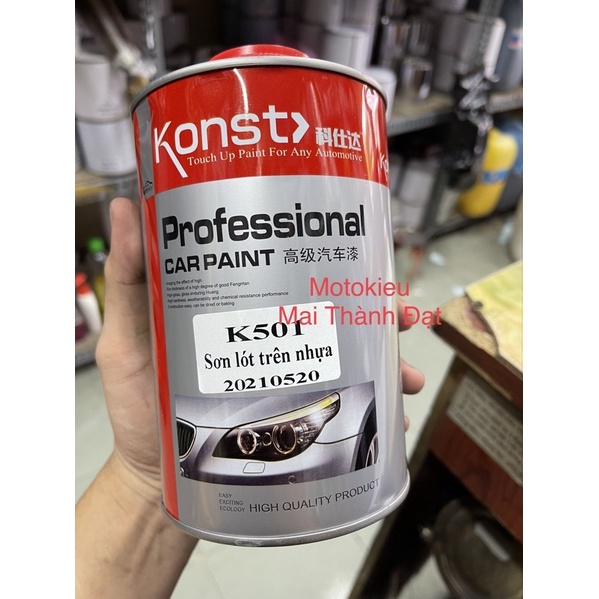 Konst
科仕达
Touch Up Paint For Any Automotive
Professional
CAR PAINT 高级汽车漆
Motokieu
Mai Thành Đạt
K501
Sơn lót trên nhựa
20210520
EASY
EXCITING
ECOLOGY
HIGH QUALITY PRODUCT